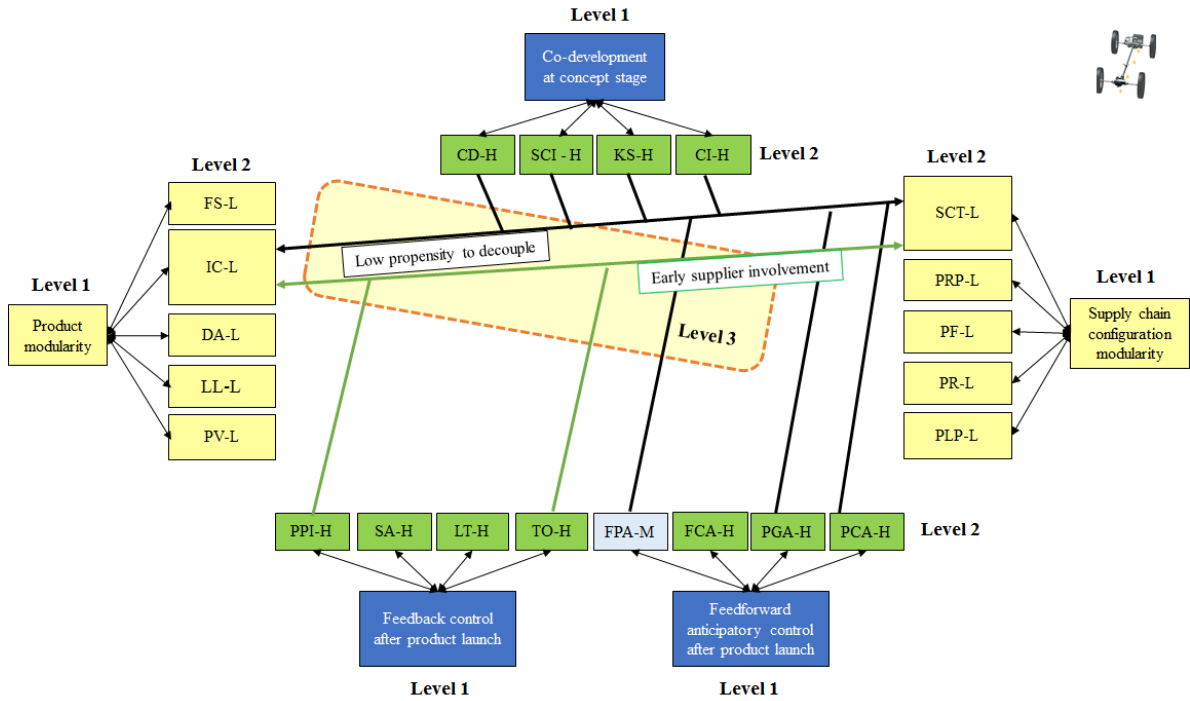 Level 1
Co-development
at concept stage
CD-H
SCI - H
KS-H
CI-H
Level 2
Level 2
FS-L
IC-L
DA-L
LL-L
PV-L
Level 1
Product
modularity
Level 2
SCT-L
PRP-L
PF-L
PR-L
PLP-L
Level 1
Supply chain
configuration
modularity
Low propensity to decouple
Early supplier involvement
Level 3
PPI-H
SA-H
LT-H
TO-H
FPA-M
FCA-H
PGA-H
PCA-H
Level 2
Feedback control
after product launch
Level 1
Feedforward
anticipatory control
after product launch
Level 1